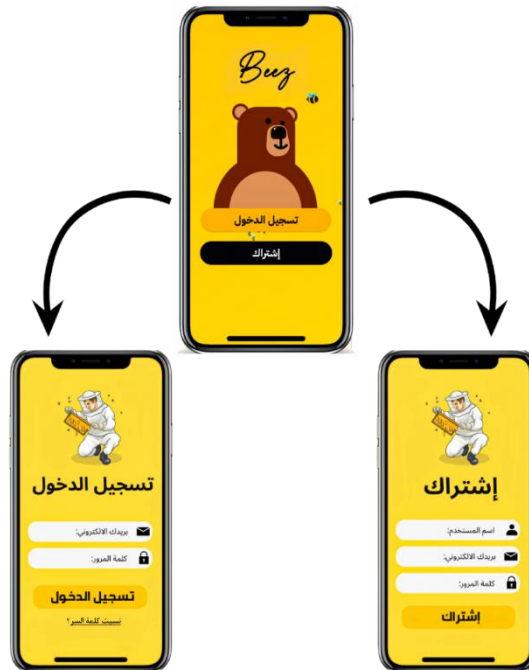 Beez
تسجيل الدخول
إشتراك
تسجيل الدخول
بريدك الالكتروني:
كلمة المرور:
تسجيل الدخول
نسيت كلمة السر؟
إشتراك
اسم المستخدم:
بريدك الالكتروني:
كلمة المرور:
إشتراك